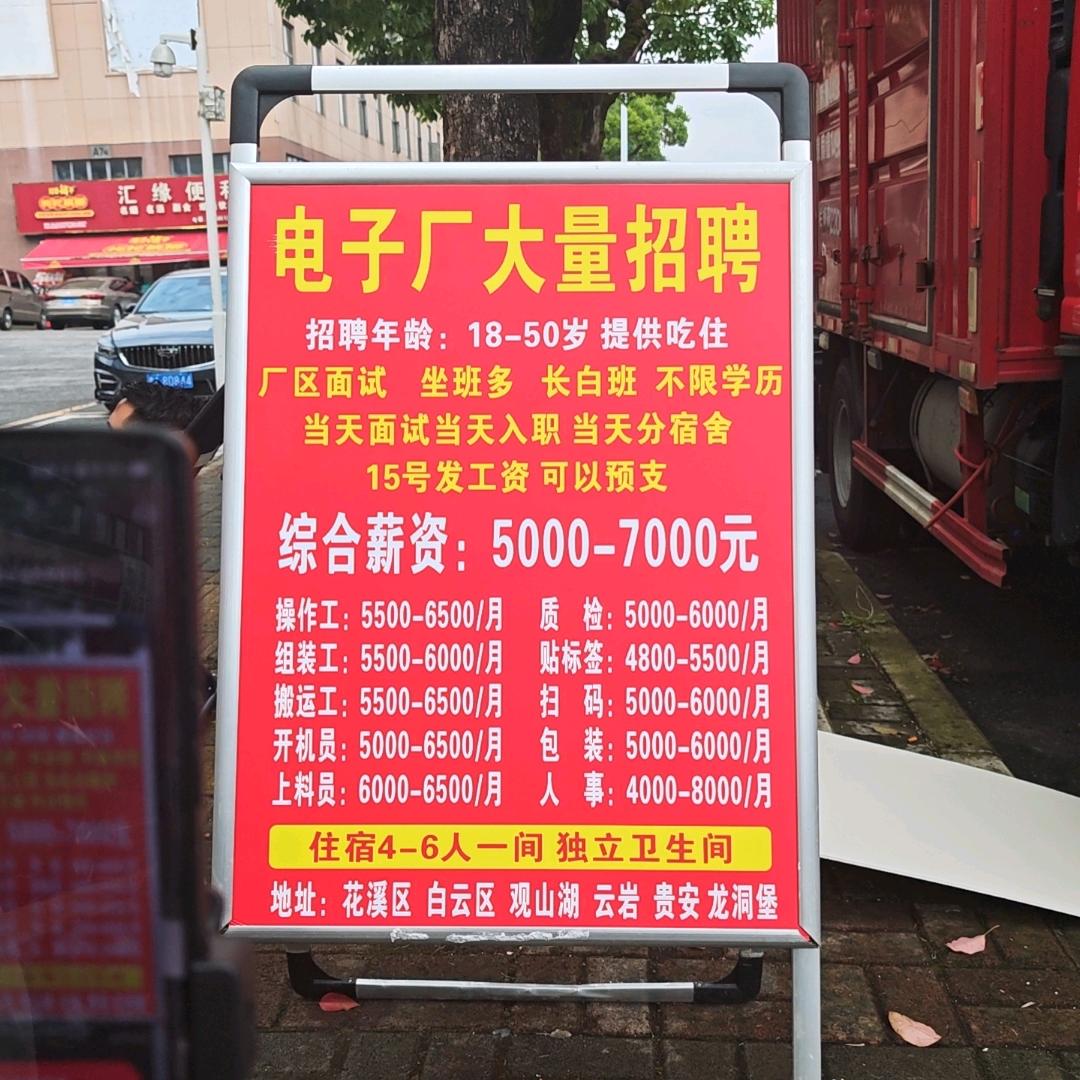 A7a
汇缘便利
电子厂大量招聘
招聘年龄：18-50岁 提供吃住
厂区面试 坐班多 长白班 不限学历
当天面试当天入职 当天分宿舍
15号发工资 可以预支
综合薪资：5000-7000元
操作工：5500-6500/月 质 检：5000-6000/月
组装工：5500-6000/月 贴标签：4800-5500/月
搬运工：5500-6500/月 扫 码：5000-6000/月
开机员：5000-6500/月 包 装：5000-6000/月
上料员：6000-6500/月 人 事：4000-8000/月
住宿4-6人一间 独立卫生间
地址：花溪区 白云区 观山湖 云岩 贵安 龙洞堡